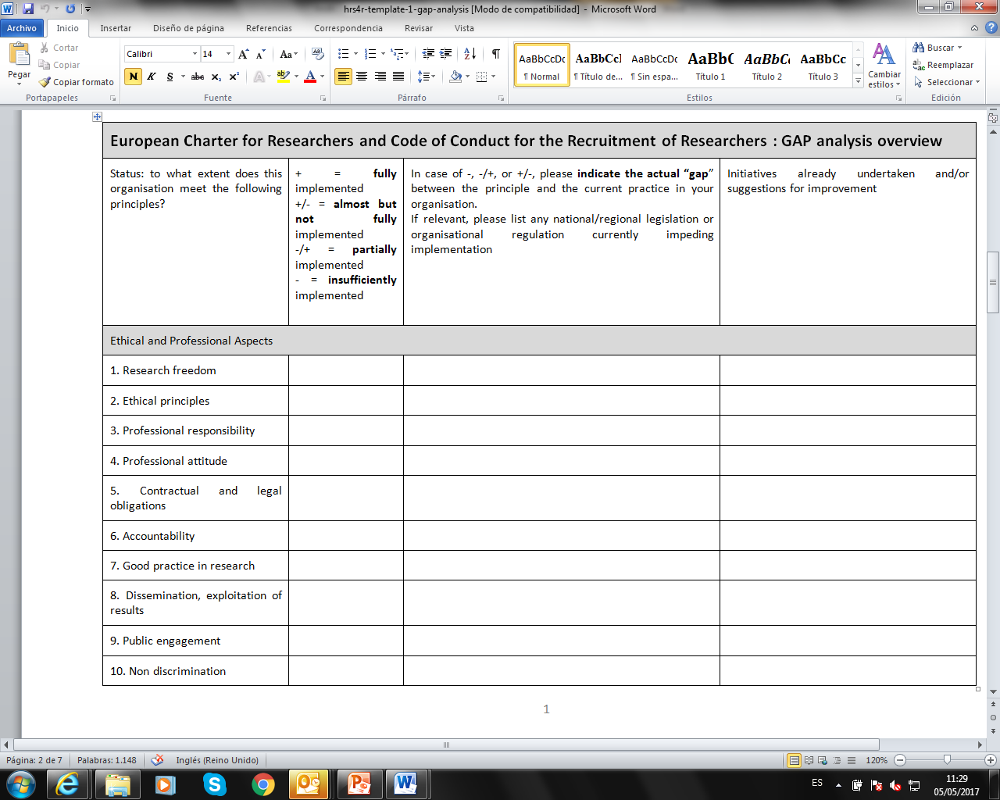 hrs4r-template-1-gap-analysis [Modo de compatibilidad] - Microsoft Word
Archivo Inicio Insertar Diseño de página Referencias Correspondencia Revisar Vista
Pegar
Cortar
Copiar
Copiar formato
Portapapeles
Calibri 14
N K S abc x₂ x²
Fuente
Párrafo
AaBbCcDc AaBbCcI AaBbCcDc AaBbC AaBbCc AaBbCc
¶ Normal ¶ Título de... ¶ Sin espa... Título 1 Título 2 Título 3
Cambiar
estilos
Estilos
Buscar
Reemplazar
Seleccionar
Edición
European Charter for Researchers and Code of Conduct for the Recruitment of Researchers : GAP analysis overview
Status: to what extent does this
organisation meet the following
principles?
+ = fully
implemented
+/- = almost but
not fully
implemented
-/+ = partially
implemented
- = insufficiently
implemented
In case of -, -/+, or +/-, please indicate the actual “gap”
between the principle and the current practice in your
organisation.
If relevant, please list any national/regional legislation or
organisational regulation currently impeding
implementation
Initiatives already undertaken and/or
suggestions for improvement
Ethical and Professional Aspects
1. Research freedom
2. Ethical principles
3. Professional responsibility
4. Professional attitude
5. Contractual and legal
obligations
6. Accountability
7. Good practice in research
8. Dissemination, exploitation of
results
9. Public engagement
10. Non discrimination
1
Página: 2 de 7 Palabras: 1.148 Inglés (Reino Unido) 120%
ES 11:29
05/05/2017